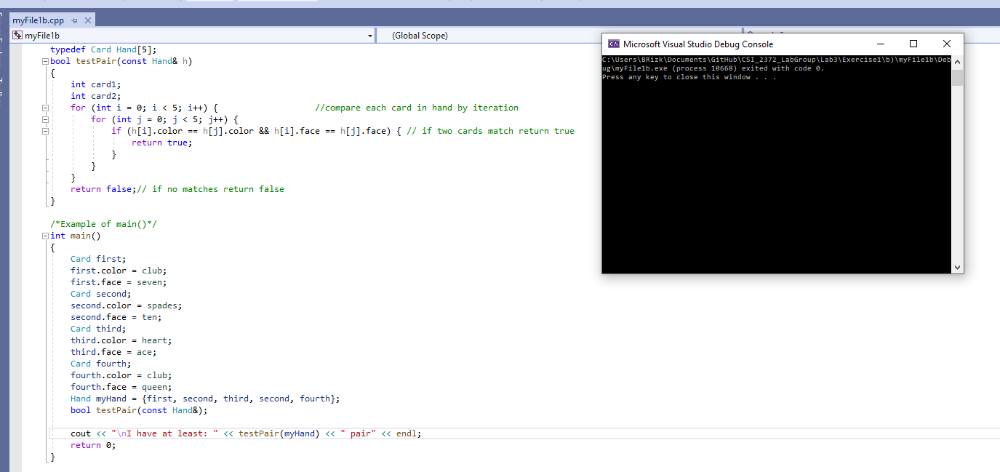 myFile1b.cpp
myFile1b
(Global Scope)
typedef Card Hand[5];
bool testPair(const Hand& h)
{
    int card1;
    int card2;
    for (int i = 0; i < 5; i++) {                   //compare each card in hand by iteration
        for (int j = 0; j < 5; j++) {
            if (h[i].color == h[j].color && h[i].face == h[j].face) { // if two cards match return true
                return true;
            }
        }
    }
    return false;// if no matches return false
}
/*Example of main()*/
int main()
{
    Card first;
    first.color = club;
    first.face = seven;
    Card second;
    second.color = spades;
    second.face = ten;
    Card third;
    third.color = heart;
    third.face = ace;
    Card fourth;
    fourth.color = club;
    fourth.face = queen;
    Hand myHand = {first, second, third, second, fourth};
    bool testPair(const Hand&);
    cout << "\nI have at least: " << testPair(myHand) << " pair" << endl;
    return 0;
}
Microsoft Visual Studio Debug Console
C:\Users\BRizk\Documents\GitHub\CSI_2372_LabGroup\Lab3\Exercise1\b)\myFile1b\Deb
ug\myFile1b.exe (process 10668) exited with code 0.
Press any key to close this window . . .